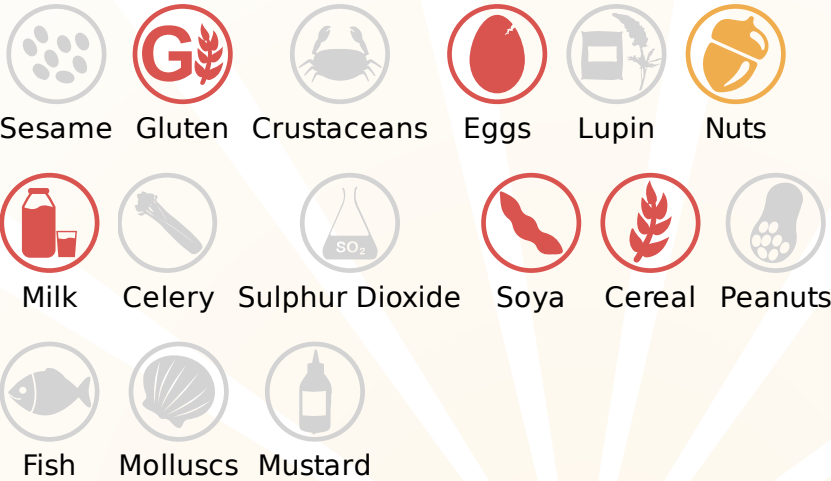 G
Sesame Gluten Crustaceans Eggs Lupin Nuts
SO₂
Milk Celery Sulphur Dioxide Soya Cereal Peanuts
Fish Molluscs Mustard